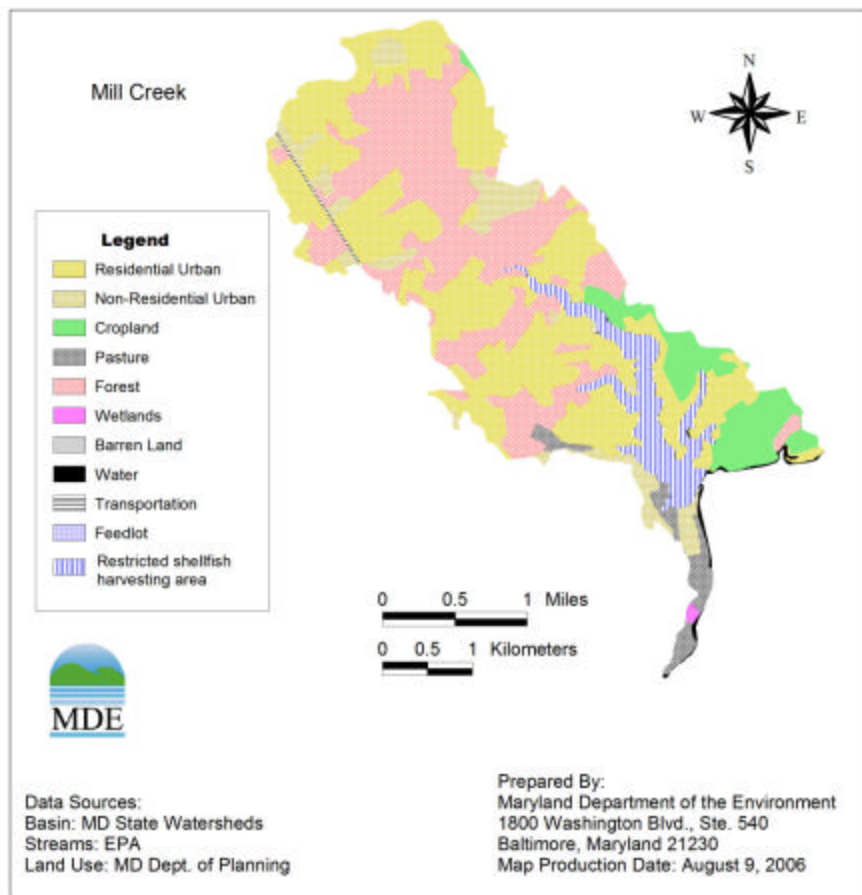 Mill Creek
N
W E
S
Legend
Residential Urban
Non-Residential Urban
Cropland
Pasture
Forest
Wetlands
Barren Land
Water
Transportation
Feedlot
Restricted shellfish
harvesting area
0 0.5 1 Miles
0 0.5 1 Kilometers
MDE
Data Sources:
Basin: MD State Watersheds
Streams: EPA
Land Use: MD Dept. of Planning
Prepared By:
Maryland Department of the Environment
1800 Washington Blvd., Ste. 540
Baltimore, Maryland 21230
Map Production Date: August 9, 2006